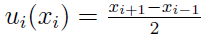 u_i(x_i) = \frac{x_{i+1} - x_{i-1}}{2}